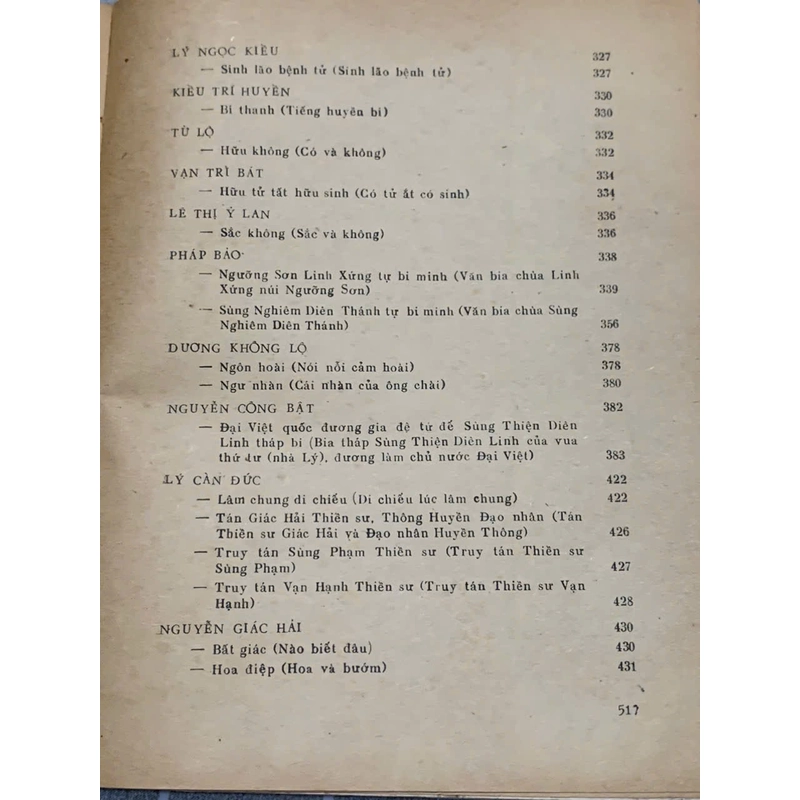 LÝ NGỌC KIỀU 327
— Sinh lão bệnh tử (Sinh lão bệnh tử) 327
KIỀU TRÍ HUYỀN 330
— Bi thanh (Tiếng huyền bi) 330
TỪ LỘ 332
— Hữu không (Có và không) 332
VẠN TRÌ BÁT 334
— Hữu tử tất hữu sinh (Có tử ắt có sinh) 334
LÊ THỊ Ỷ LAN 336
— Sắc không (Sắc và không) 336
PHÁP BẢO 338
— Ngưỡng Sơn Linh Xứng tự bi minh (Văn bia chùa Linh
Xứng núi Ngưỡng Sơn) 339
— Sùng Nghiêm Diên Thánh tự bi minh (Văn bia chùa Sùng
Nghiêm Diên Thánh) 356
DƯƠNG KHÔNG LỘ 378
— Ngôn hoài (Nói nỗi cảm hoài) 378
— Ngư nhàn (Cái nhàn của ông chài) 380
NGUYỄN CÔNG BẬT 382
— Đại Việt quốc đương gia đệ tứ đế Sùng Thiện Diên
Linh tháp bi (Bia tháp Sùng Thiện Diên Linh của vua
thứ tư (nhà Lý), đương làm chủ nước Đại Việt) 383
LÝ CÀN ĐỨC 422
— Lâm chung di chiếu (Di chiếu lúc lâm chung) 422
— Tán Giác Hải Thiền sư, Thông Huyền Đạo nhân (Tán
Thiền sư Giác Hải và Đạo nhân Huyền Thông) 426
— Truy tán Sùng Phạm Thiền sư (Truy tán Thiền sư
Sùng Phạm) 427
— Truy tán Vạn Hạnh Thiền sư (Truy tán Thiền sư Vạn
Hạnh) 428
NGUYỄN GIÁC HẢI 430
— Bất giác (Nào biết đâu) 430
— Hoa điệp (Hoa và bướm) 431
517